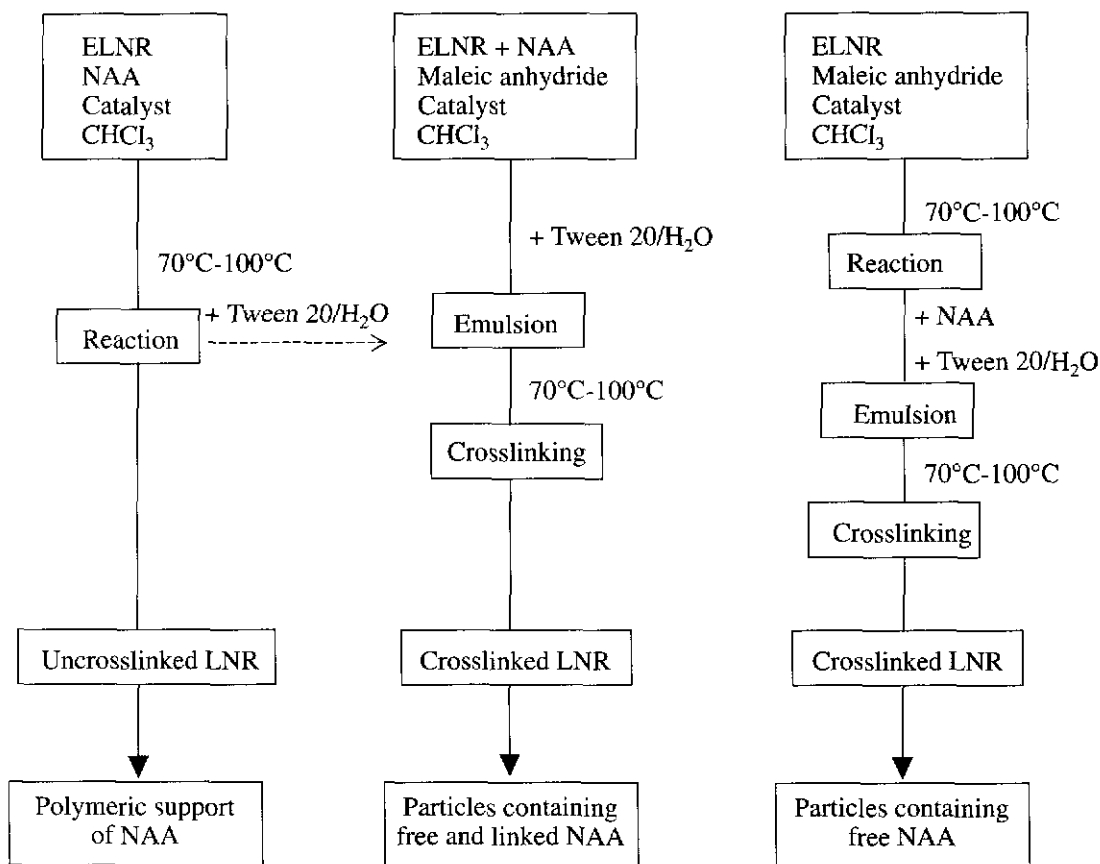 ELNR
NAA
Catalyst
CHCl₃
70°C-100°C
Reaction
+ Tween 20/H₂O
Uncrosslinked LNR
Polymeric support
of NAA
ELNR + NAA
Maleic anhydride
Catalyst
CHCl₃
+ Tween 20/H₂O
Emulsion
70°C-100°C
Crosslinking
Crosslinked LNR
Particles containing
free and linked NAA
ELNR
Maleic anhydride
Catalyst
CHCl₃
70°C-100°C
Reaction
+ NAA
+ Tween 20/H₂O
Emulsion
70°C-100°C
Crosslinking
Crosslinked LNR
Particles containing
free NAA